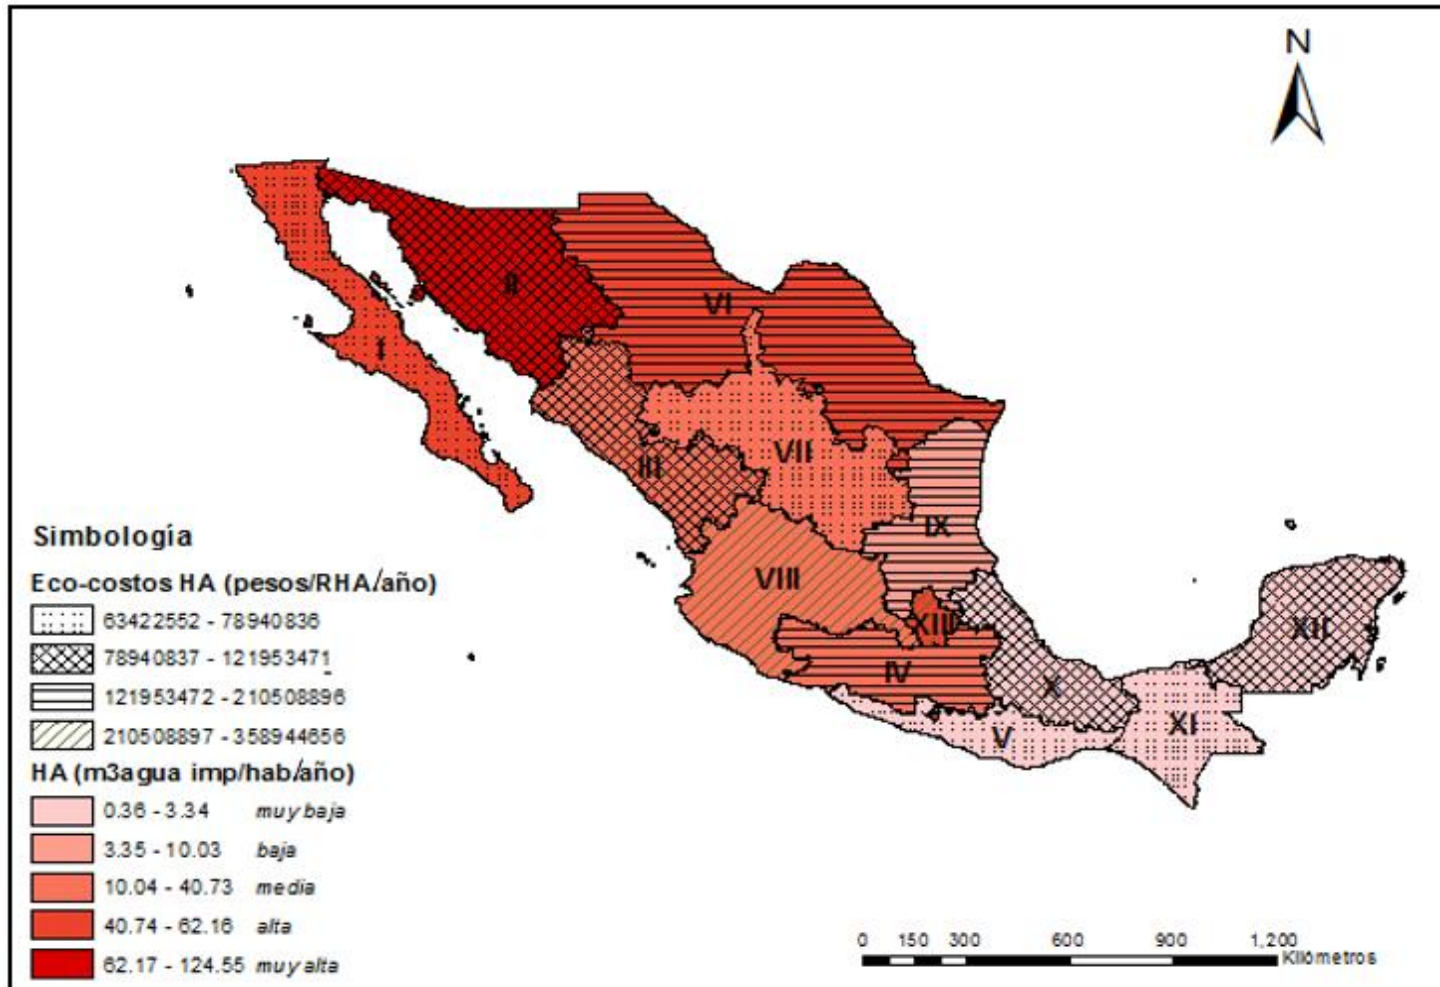 N
I
II
VI
VII
III
IX
VIII
XIII
IV
X
V
XI
XII
Simbología
Eco-costos HA (pesos/RHA/año)
63422552 - 78940836
78940837 - 121953471
121953472 - 210508896
210508897 - 358944656
HA (m3agua imp/hab/año)
0.36 - 3.34 muy baja
3.35 - 10.03 baja
10.04 - 40.73 media
40.74 - 62.16 alta
62.17 - 124.55 muy alta
0 150 300 600 900 1,200
Kilómetros